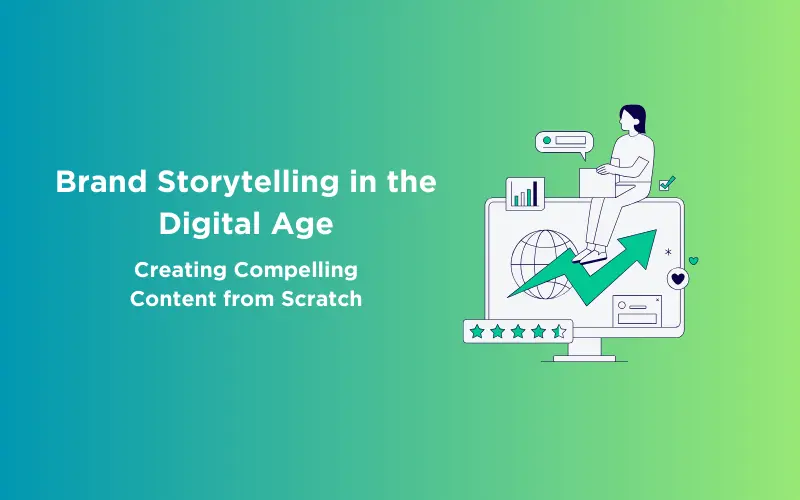 Brand Storytelling in the
Digital Age
Creating Compelling
Content from Scratch